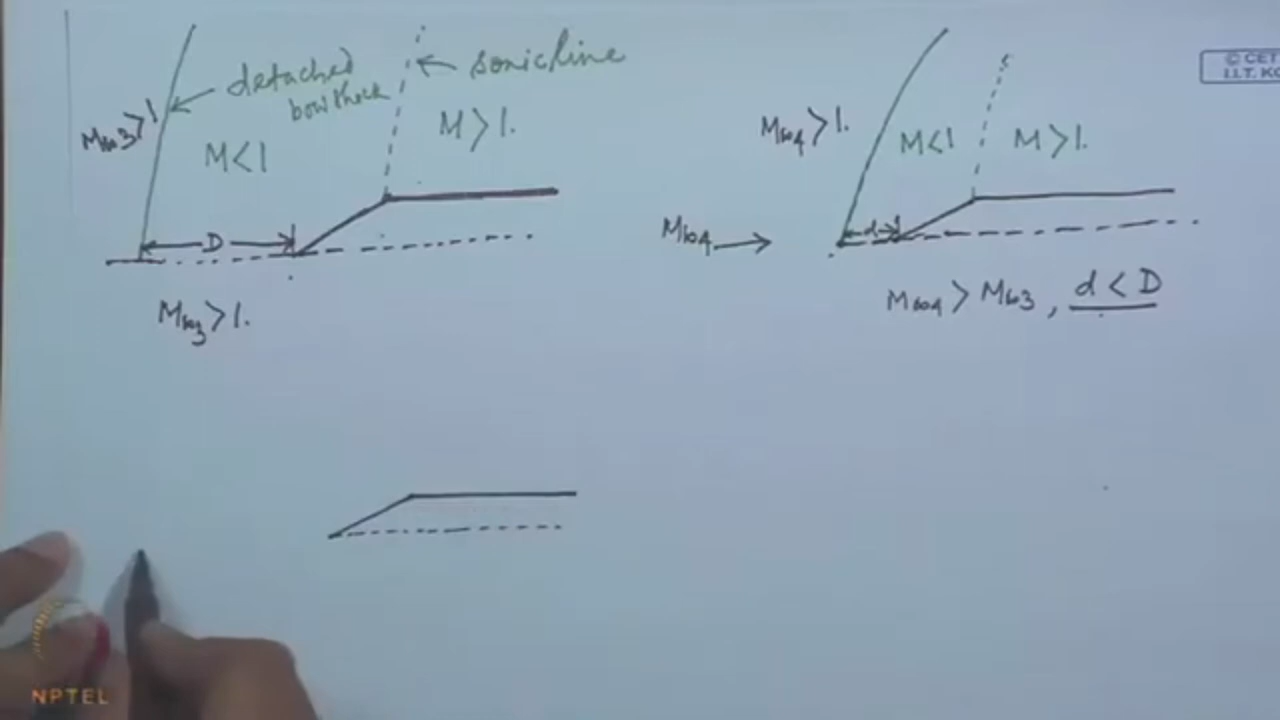 M∞3 > 1
detached
bow shock
sonic line
M < 1
M > 1.
D
M∞3 > 1.
M∞4 > 1.
M < 1
M > 1.
M∞4
d
M∞4 > M∞3, d < D
© CET
I.I.T. KG
NPTEL